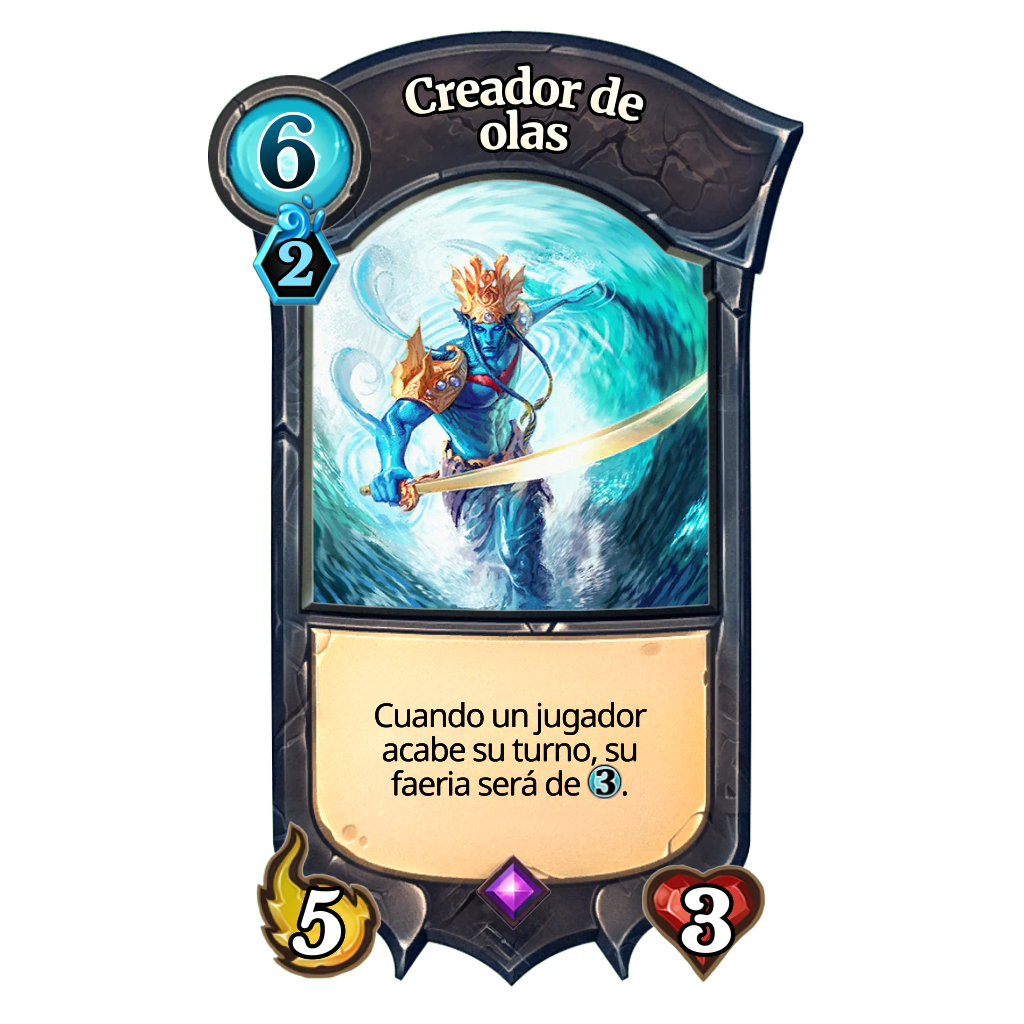 Creador de
olas
6
2
Cuando un jugador
acabe su turno, su
faeria será de 3.
5
3